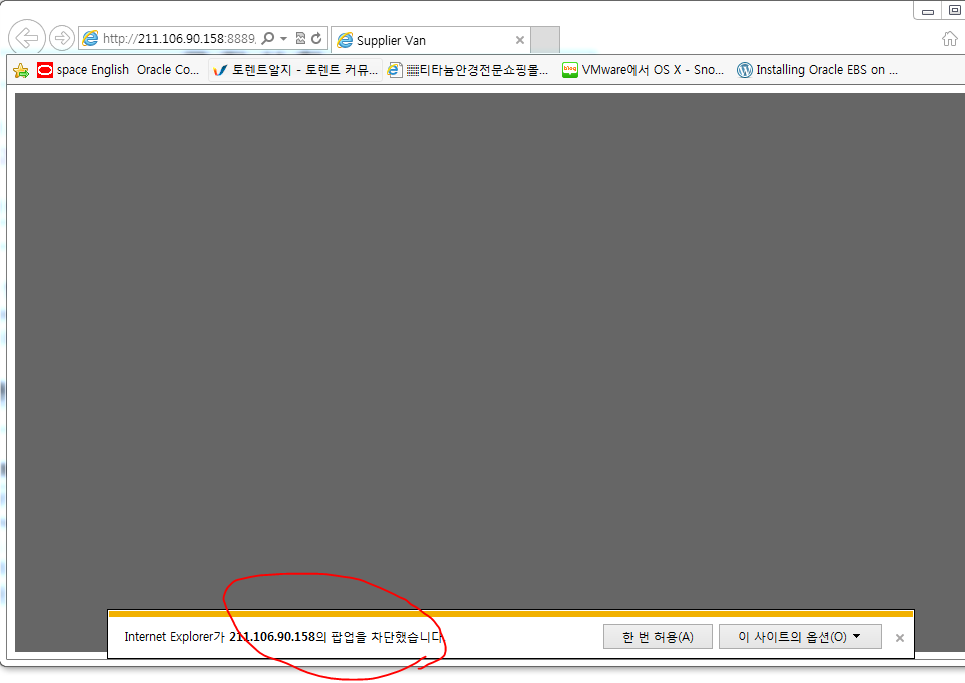 http://211.106.90.158:8889,
Supplier Van
space English
Oracle Co...
토렌트알지 - 토렌트 커뮤...
▦티타늄안경전문쇼핑몰...
blog
VMware에서 OS X - Sno...
Installing Oracle EBS on ...
Internet Explorer가 211.106.90.158의 팝업을 차단했습니다
한 번 허용(A)
이 사이트의 옵션(O)